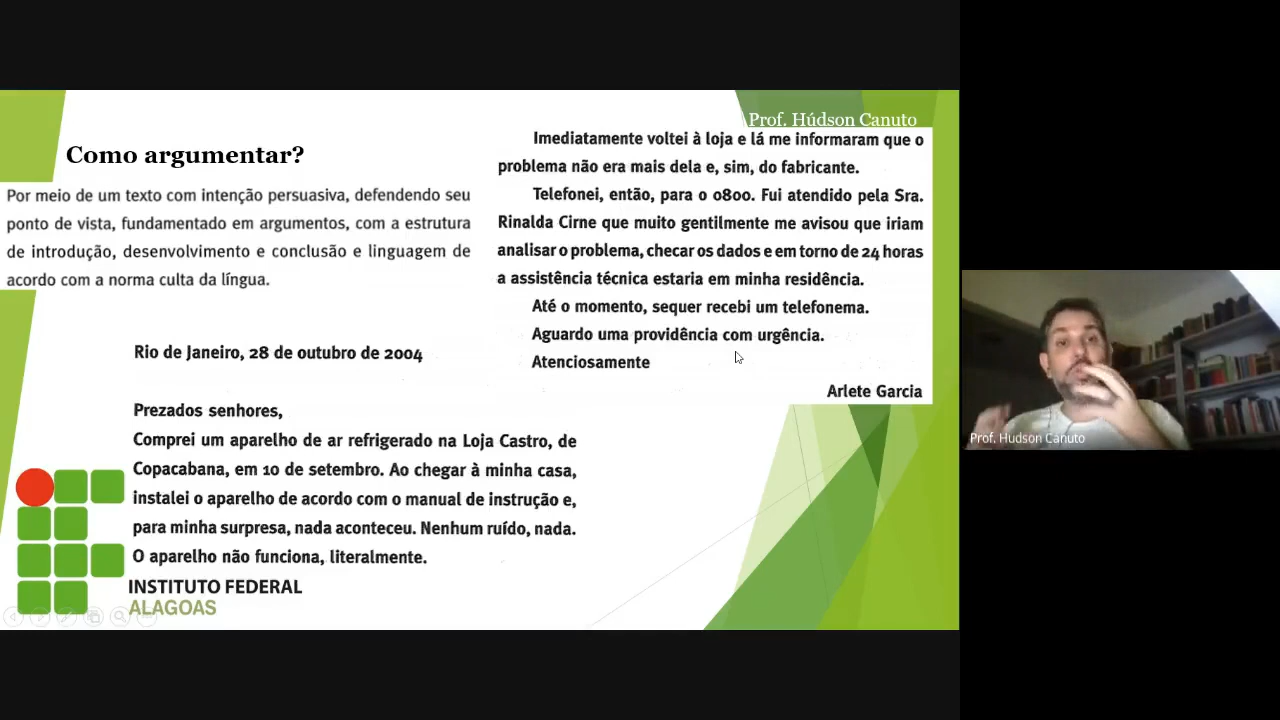 Prof. Húdson Canuto
Como argumentar?
Por meio de um texto com intenção persuasiva, defendendo seu
ponto de vista, fundamentado em argumentos, com a estrutura
de introdução, desenvolvimento e conclusão e linguagem de
acordo com a norma culta da língua.
Rio de Janeiro, 28 de outubro de 2004
Prezados senhores,
Comprei um aparelho de ar refrigerado na Loja Castro, de
Copacabana, em 10 de setembro. Ao chegar à minha casa,
instalei o aparelho de acordo com o manual de instrução e,
para minha surpresa, nada aconteceu. Nenhum ruído, nada.
O aparelho não funciona, literalmente.
Imediatamente voltei à loja e lá me informaram que o
problema não era mais dela e, sim, do fabricante.
Telefonei, então, para o 0800. Fui atendido pela Sra.
Rinalda Cirne que muito gentilmente me avisou que iriam
analisar o problema, checar os dados e em torno de 24 horas
a assistência técnica estaria em minha residência.
Até o momento, sequer recebi um telefonema.
Aguardo uma providência com urgência.
Atenciosamente
Arlete Garcia
INSTITUTO FEDERAL
ALAGOAS
Prof. Hudson Canuto